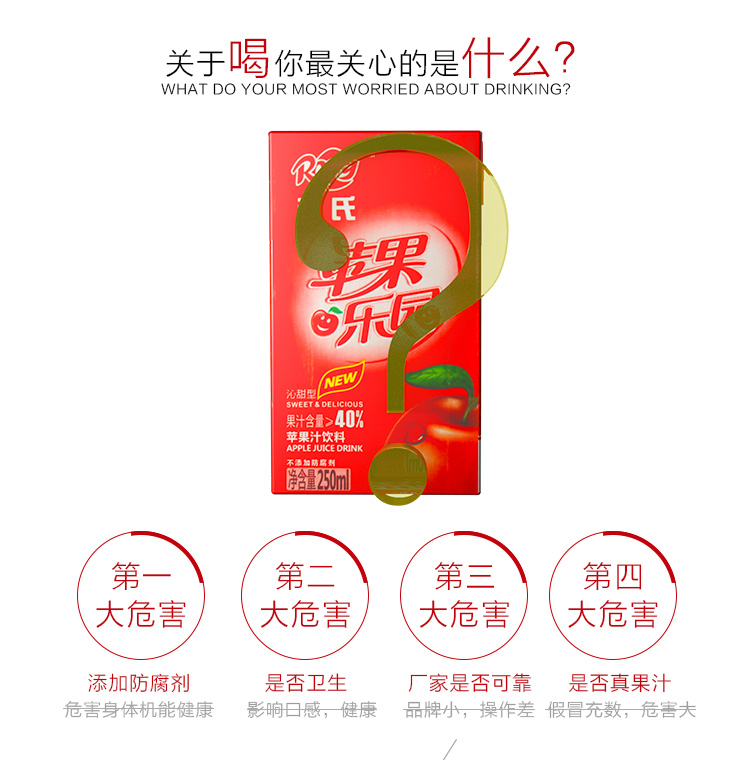 关于喝你最关心的是什么?
WHAT DO YOUR MOST WORRIED ABOUT DRINKING?
氏
苹果
乐园
NEW
沁甜型
SWEET & DELICIOUS
果汁含量≥40%
苹果汁饮料
APPLE JUICE DRINK
不添加防腐剂
净含量250ml
第一
大危害
第二
大危害
第三
大危害
第四
大危害
添加防腐剂
是否卫生
厂家是否可靠
是否真果汁
危害身体机能健康
影响口感，健康
品牌小，操作差
假冒充数，危害大